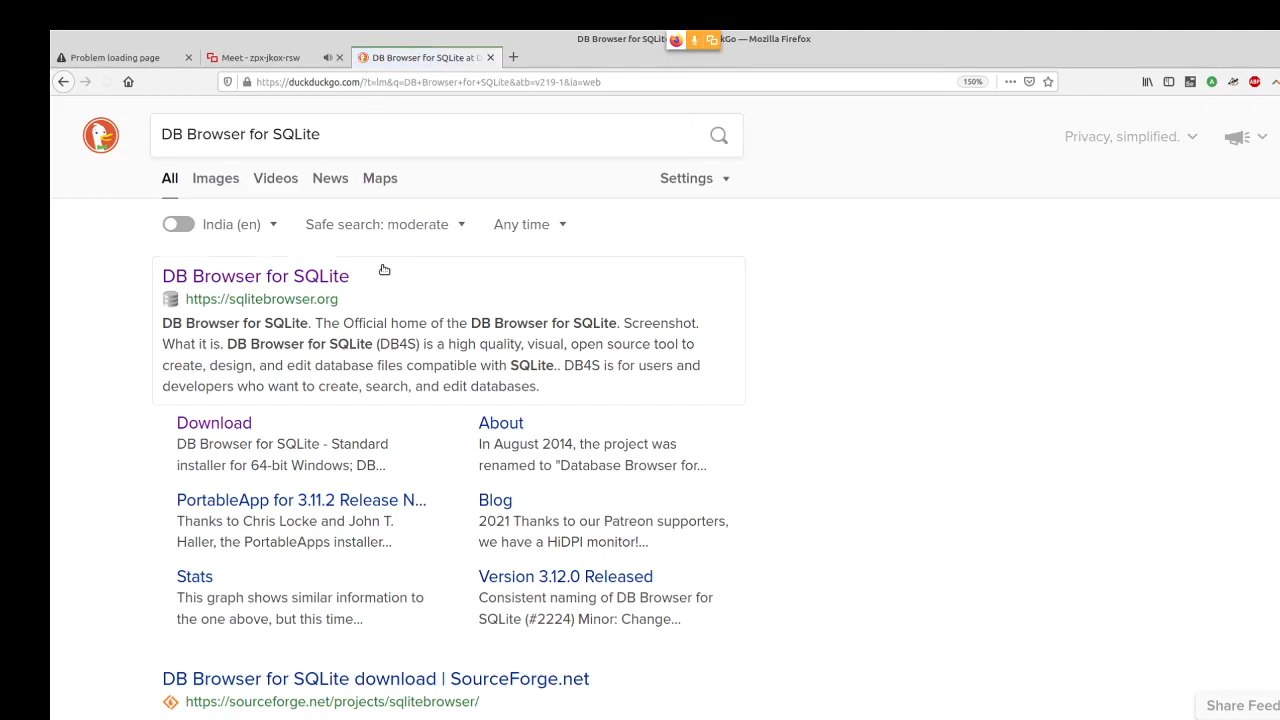 DB Browser for SQLit kGo — Mozilla Firefox
Problem loading page
Meet - zpx-jkox-rsw
DB Browser for SQLite at D
https://duckduckgo.com/?t=lm&q=DB+Browser+for+SQLite&atb=v219-1&ia=web
150%
DB Browser for SQLite
Privacy, simplified.
All Images Videos News Maps Settings
India (en) Safe search: moderate Any time
DB Browser for SQLite
https://sqlitebrowser.org
DB Browser for SQLite. The Official home of the DB Browser for SQLite. Screenshot.
What it is. DB Browser for SQLite (DB4S) is a high quality, visual, open source tool to
create, design, and edit database files compatible with SQLite.. DB4S is for users and
developers who want to create, search, and edit databases.
Download
DB Browser for SQLite - Standard
installer for 64-bit Windows; DB...
About
In August 2014, the project was
renamed to "Database Browser for...
PortableApp for 3.11.2 Release N...
Thanks to Chris Locke and John T.
Haller, the PortableApps installer...
Blog
2021 Thanks to our Patreon supporters,
we have a HiDPI monitor!...
Stats
This graph shows similar information to
the one above, but this time...
Version 3.12.0 Released
Consistent naming of DB Browser for
SQLite (#2224) Minor: Change...
DB Browser for SQLite download | SourceForge.net
https://sourceforge.net/projects/sqlitebrowser/
Share Feed